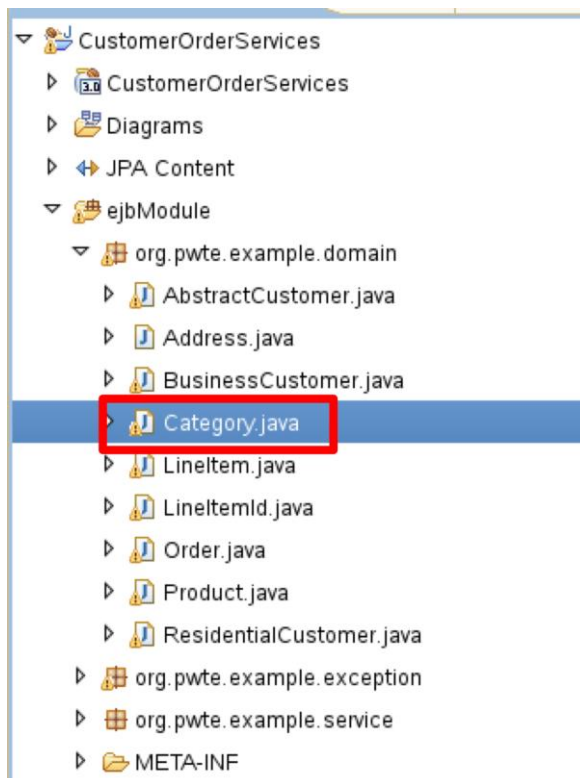 CustomerOrderServices
3.0 CustomerOrderServices
Diagrams
JPA Content
ejbModule
org.pwte.example.domain
J AbstractCustomer.java
J Address.java
J BusinessCustomer.java
J Category.java
J LineItem.java
J LineItemId.java
J Order.java
J Product.java
J ResidentialCustomer.java
org.pwte.example.exception
org.pwte.example.service
META-INF